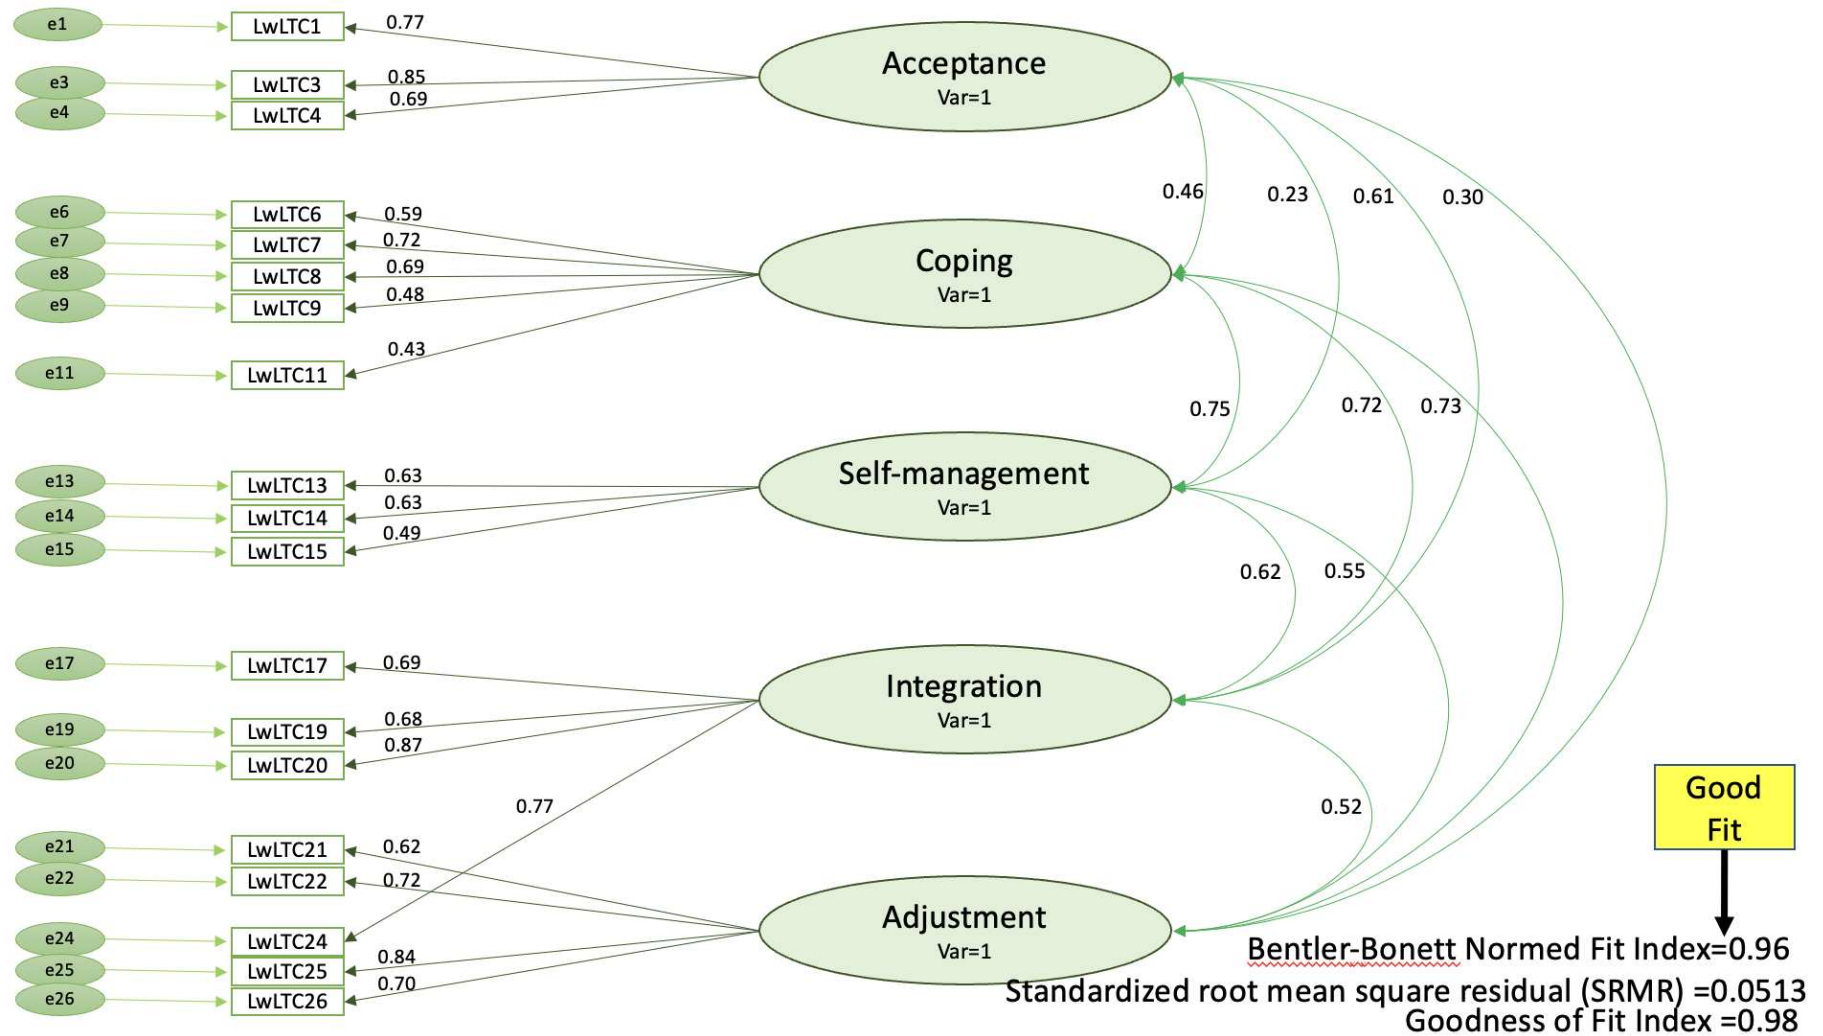 e1
LwLTC1
0.77
e3
LwLTC3
0.85
e4
LwLTC4
0.69
Acceptance
Var=1
e6
LwLTC6
0.59
e7
LwLTC7
0.72
e8
LwLTC8
0.69
e9
LwLTC9
0.48
e11
LwLTC11
0.43
Coping
Var=1
0.46
0.23
0.61
0.30
e13
LwLTC13
0.63
e14
LwLTC14
0.63
e15
LwLTC15
0.49
Self-management
Var=1
0.75
0.72
0.73
e17
LwLTC17
0.69
e19
LwLTC19
0.68
e20
LwLTC20
0.87
0.77
Integration
Var=1
0.62
0.55
e21
LwLTC21
0.62
e22
LwLTC22
0.72
e24
LwLTC24
e25
LwLTC25
0.84
e26
LwLTC26
0.70
Adjustment
Var=1
0.52
Good
Fit
Bentler-Bonett Normed Fit Index=0.96
Standardized root mean square residual (SRMR) =0.0513
Goodness of Fit Index =0.98